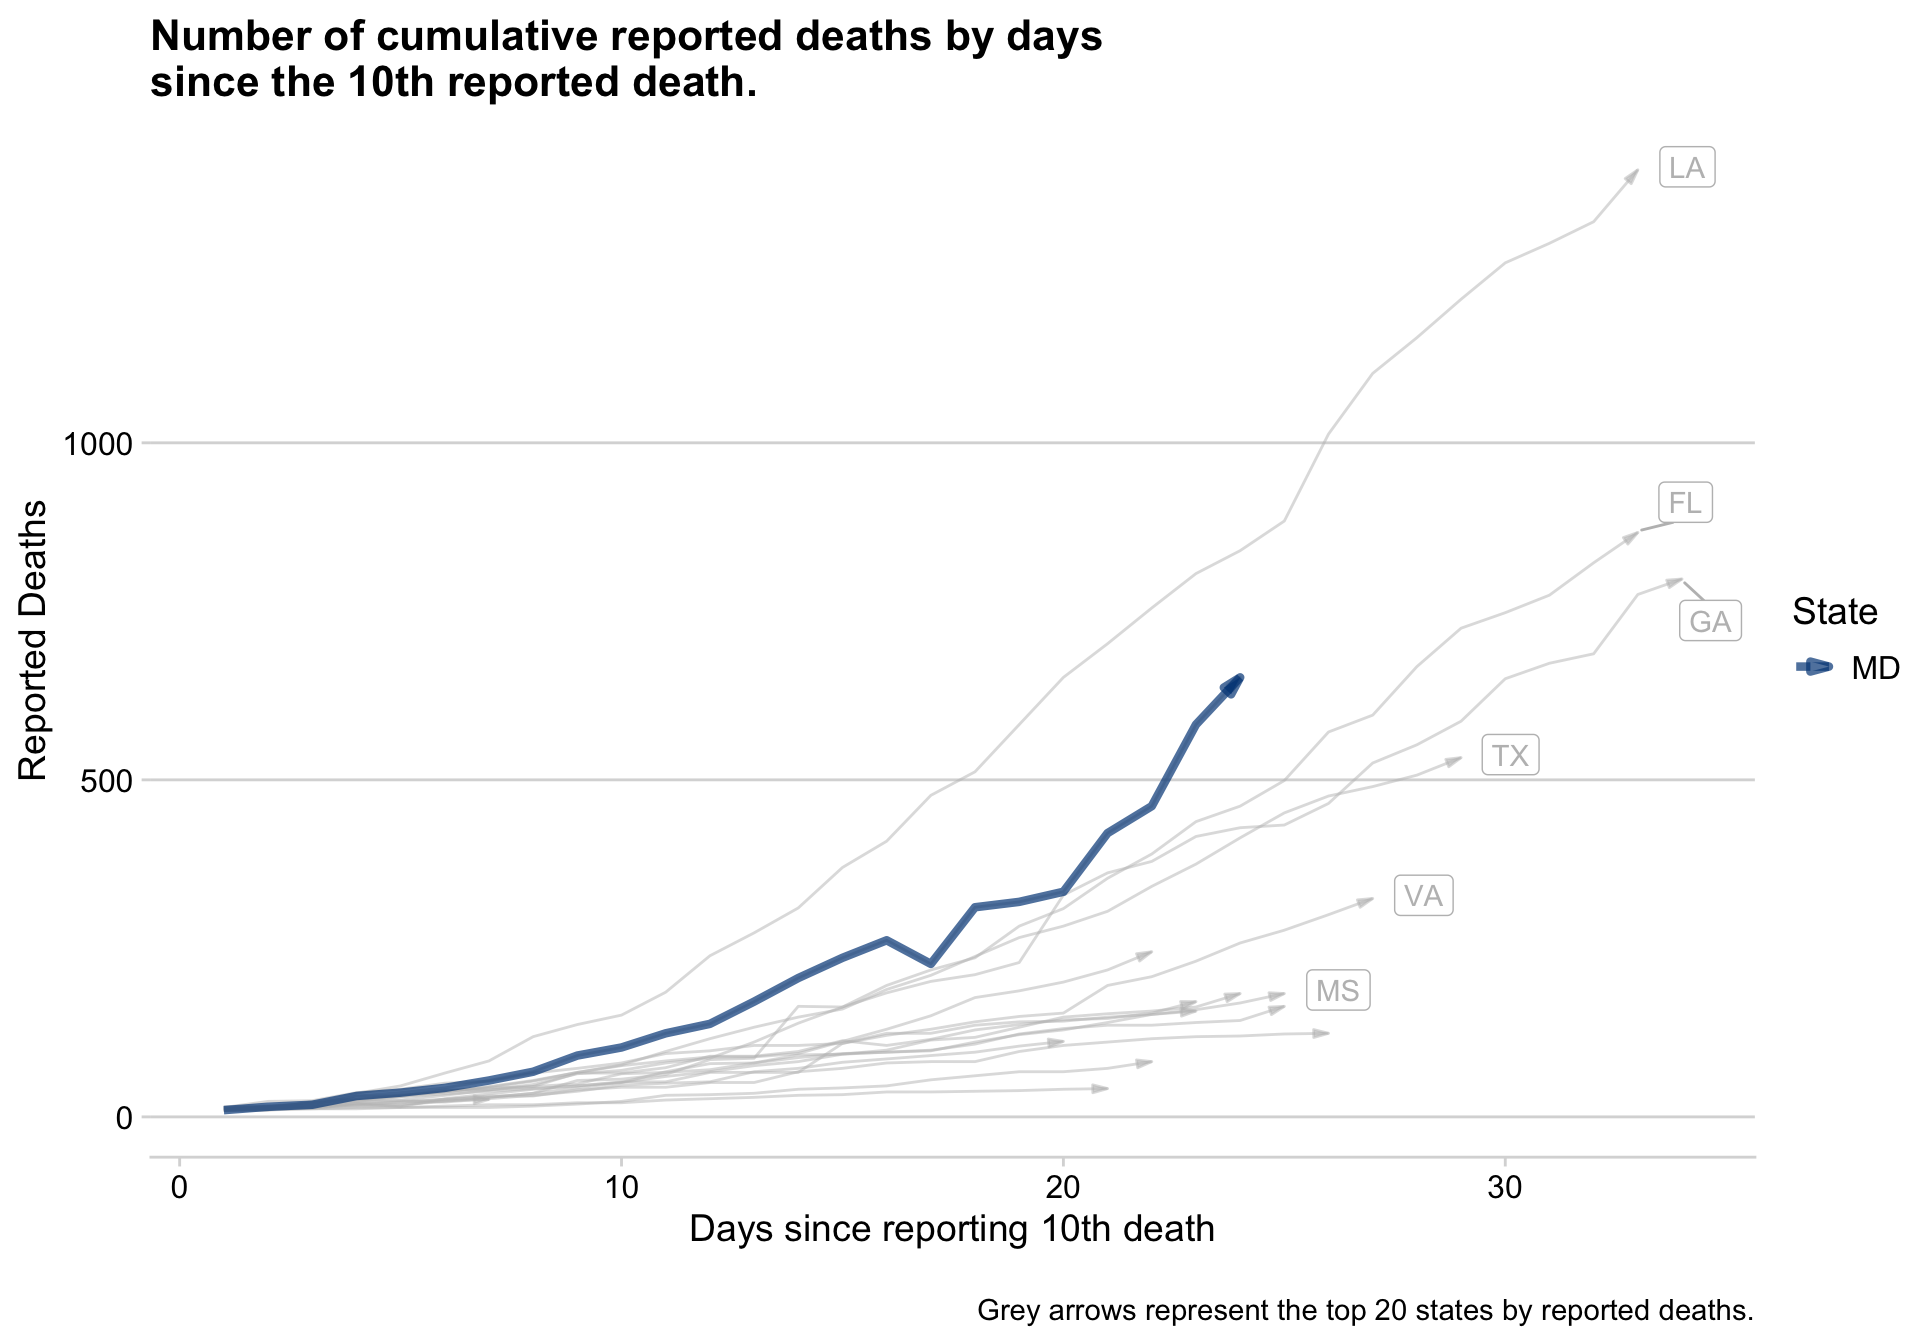 Number of cumulative reported deaths by days
since the 10th reported death.
LA
1000
FL
GA
Reported Deaths
State
MD
TX
500
VA
MS
0
0 10 20 30
Days since reporting 10th death
Grey arrows represent the top 20 states by reported deaths.